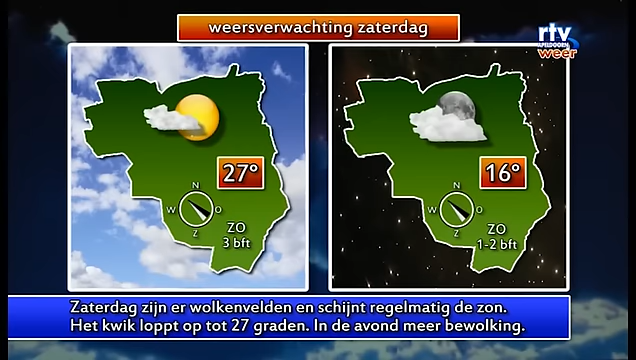 weersverwachting zaterdag
rtv
APELDOORN
weer
27°
N
W O
Z
ZO
3 bft
16°
N
W O
Z
ZO
1-2 bft
Zaterdag zijn er wolkenvelden en schijnt regelmatig de zon.
Het kwik loppt op tot 27 graden. In de avond meer bewolking.